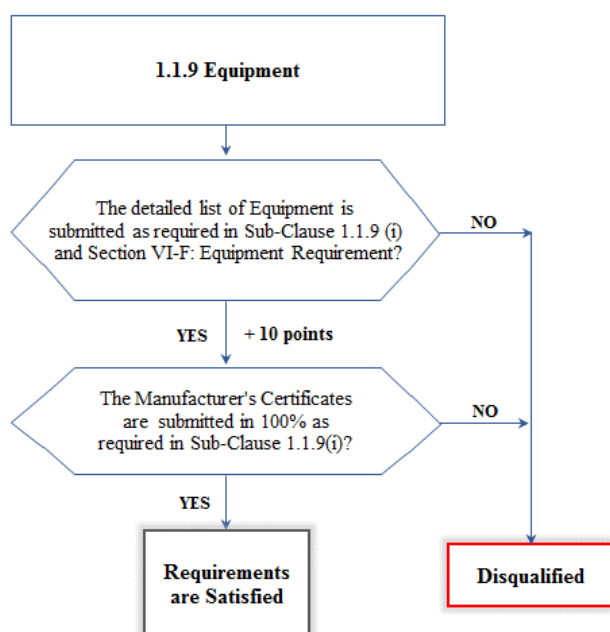 1.1.9 Equipment
The detailed list of Equipment is
submitted as required in Sub-Clause 1.1.9 (i)
and Section VI-F: Equipment Requirement?
NO
YES
+ 10 points
The Manufacturer's Certificates
are submitted in 100% as
required in Sub-Clause 1.1.9(i)?
NO
YES
Requirements
are Satisfied
Disqualified